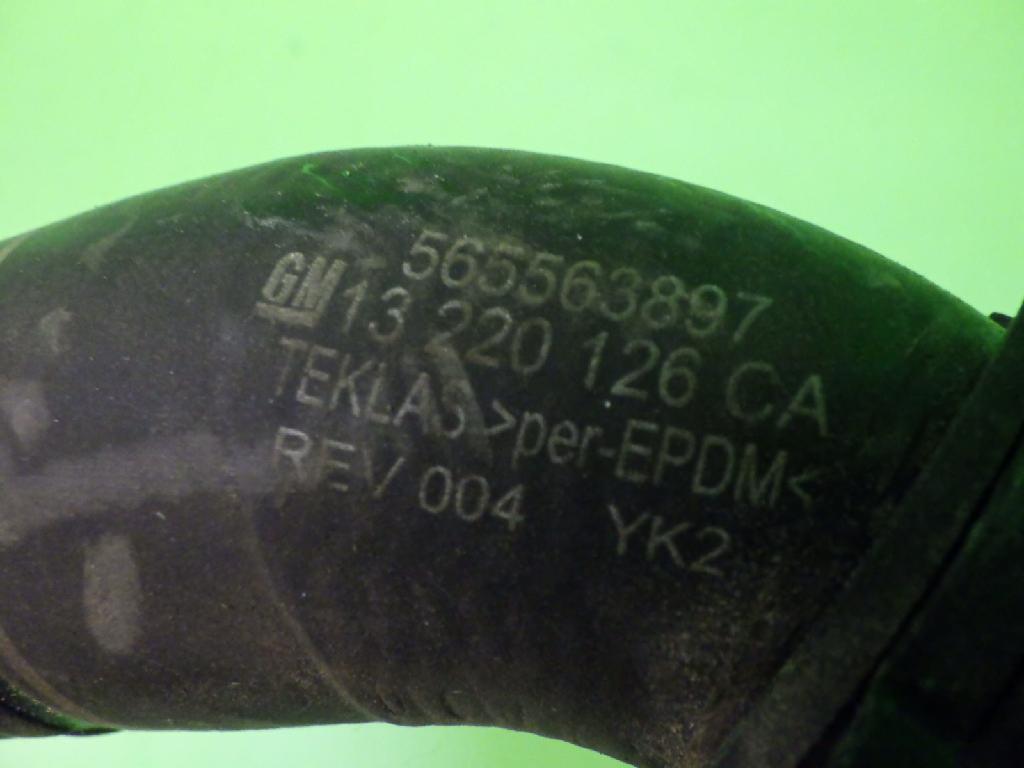 565563897
GM 13 220 126 CA
TEKLAS >per-EPDM<
REV 004 YK2